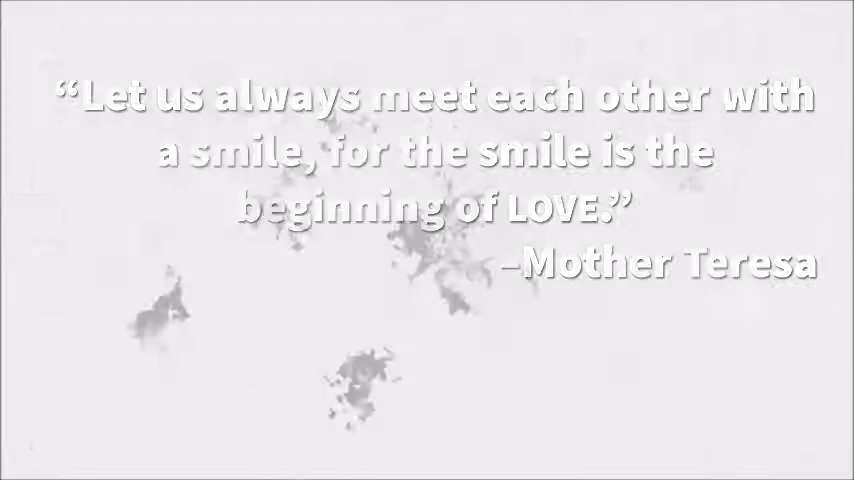 “Let us always meet each other with
a smile, for the smile is the
beginning of LOVE.”
–Mother Teresa